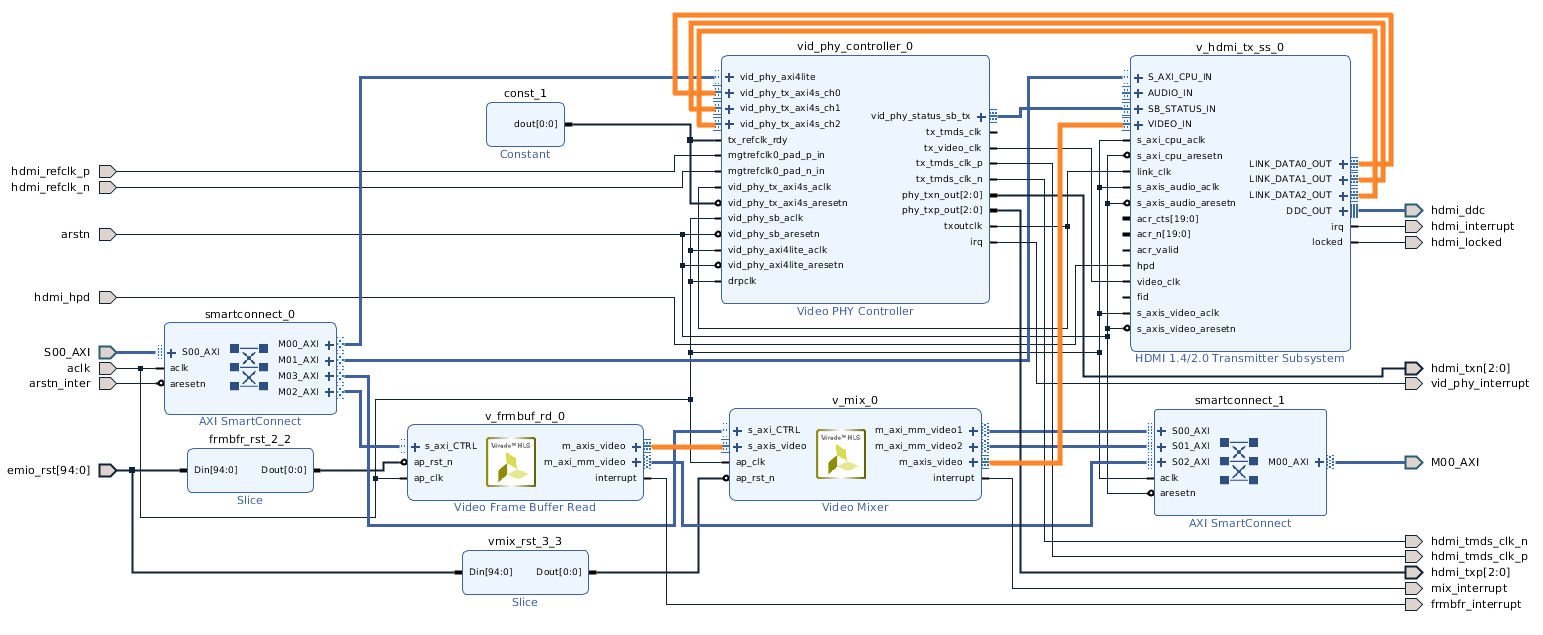 vid_phy_controller_0
vid_phy_axi4lite
vid_phy_tx_axi4s_ch0
vid_phy_tx_axi4s_ch1
vid_phy_tx_axi4s_ch2
tx_refclk_rdy
mgtrefclk0_pad_p_in
mgtrefclk0_pad_n_in
vid_phy_tx_axi4s_aclk
vid_phy_tx_axi4s_aresetn
vid_phy_sb_aclk
vid_phy_sb_aresetn
vid_phy_axi4lite_aclk
vid_phy_axi4lite_aresetn
drpclk
vid_phy_status_sb_tx
tx_tmds_clk
tx_video_clk
tx_tmds_clk_p
tx_tmds_clk_n
phy_txn_out[2:0]
phy_txp_out[2:0]
txoutclk
irq
Video PHY Controller
v_hdmi_tx_ss_0
S_AXI_CPU_IN
AUDIO_IN
SB_STATUS_IN
VIDEO_IN
s_axi_cpu_aclk
s_axi_cpu_aresetn
link_clk
s_axis_audio_aclk
s_axis_audio_aresetn
acr_cts[19:0]
acr_n[19:0]
acr_valid
hpd
video_clk
fid
s_axis_video_aclk
s_axis_video_aresetn
LINK_DATA0_OUT
LINK_DATA1_OUT
LINK_DATA2_OUT
DDC_OUT
irq
locked
HDMI 1.4/2.0 Transmitter Subsystem
const_1
dout[0:0]
Constant
hdmi_refclk_p
hdmi_refclk_n
arstn
hdmi_hpd
S00_AXI
aclk
arstn_inter
emio_rst[94:0]
smartconnect_0
S00_AXI
aclk
aresetn
M00_AXI
M01_AXI
M03_AXI
M02_AXI
AXI SmartConnect
frmbfr_rst_2_2
Din[94:0]
Dout[0:0]
Slice
v_frmbuf_rd_0
s_axi_CTRL
ap_rst_n
ap_clk
Vivado™ HLS
m_axis_video
m_axi_mm_video
interrupt
Video Frame Buffer Read
v_mix_0
s_axi_CTRL
s_axis_video
ap_clk
ap_rst_n
Vivado™ HLS
m_axi_mm_video1
m_axi_mm_video2
m_axis_video
interrupt
Video Mixer
smartconnect_1
S00_AXI
S01_AXI
S02_AXI
aclk
aresetn
M00_AXI
AXI SmartConnect
vmix_rst_3_3
Din[94:0]
Dout[0:0]
Slice
hdmi_ddc
hdmi_interrupt
hdmi_locked
hdmi_txn[2:0]
vid_phy_interrupt
M00_AXI
hdmi_tmds_clk_n
hdmi_tmds_clk_p
hdmi_txp[2:0]
mix_interrupt
frmbfr_interrupt